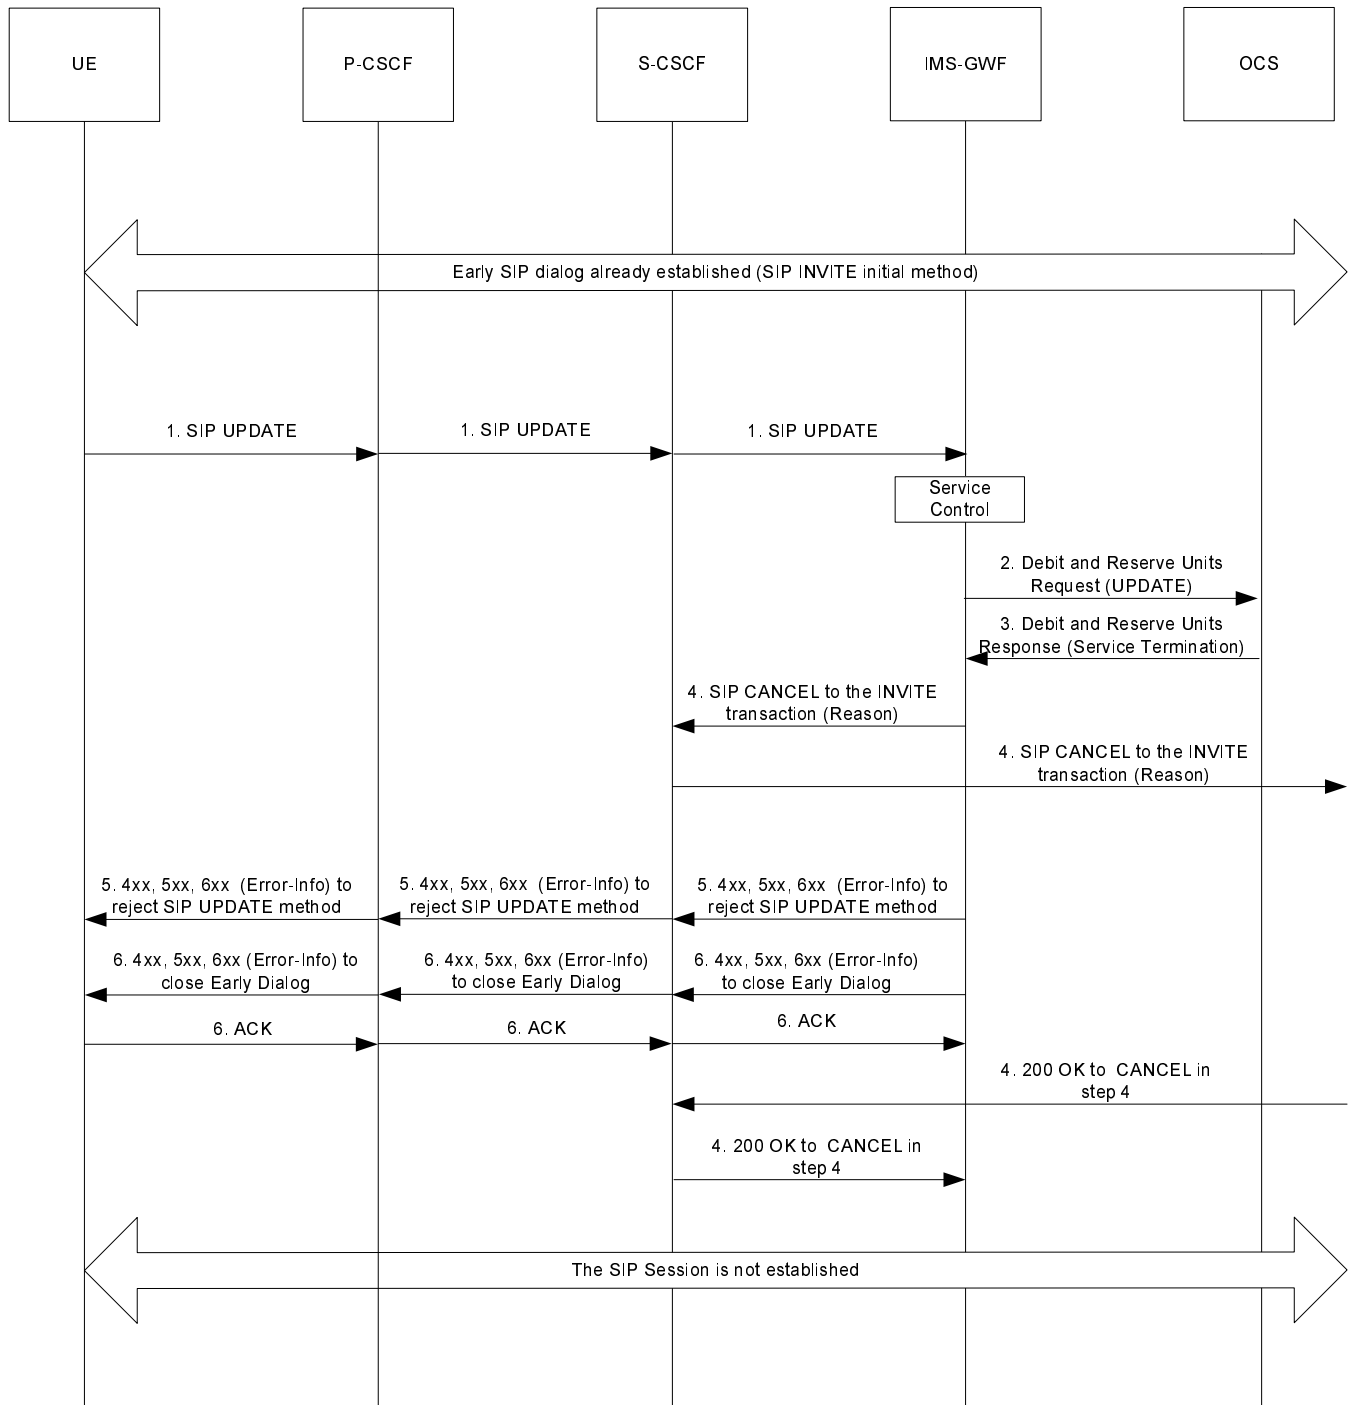 UE
P-CSCF
S-CSCF
IMS-GWF
OCS
Early SIP dialog already established (SIP INVITE initial method)
1. SIP UPDATE
1. SIP UPDATE
1. SIP UPDATE
Service
Control
2. Debit and Reserve Units
Request (UPDATE)
3. Debit and Reserve Units
Response (Service Termination)
4. SIP CANCEL to the INVITE
transaction (Reason)
4. SIP CANCEL to the INVITE
transaction (Reason)
5. 4xx, 5xx, 6xx (Error-Info) to
reject SIP UPDATE method
5. 4xx, 5xx, 6xx (Error-Info) to
reject SIP UPDATE method
5. 4xx, 5xx, 6xx (Error-Info) to
reject SIP UPDATE method
6. 4xx, 5xx, 6xx (Error-Info) to
close Early Dialog
6. 4xx, 5xx, 6xx (Error-Info)
to close Early Dialog
6. 4xx, 5xx, 6xx (Error-Info)
to close Early Dialog
6. ACK
6. ACK
6. ACK
4. 200 OK to CANCEL in
step 4
4. 200 OK to CANCEL in
step 4
The SIP Session is not established